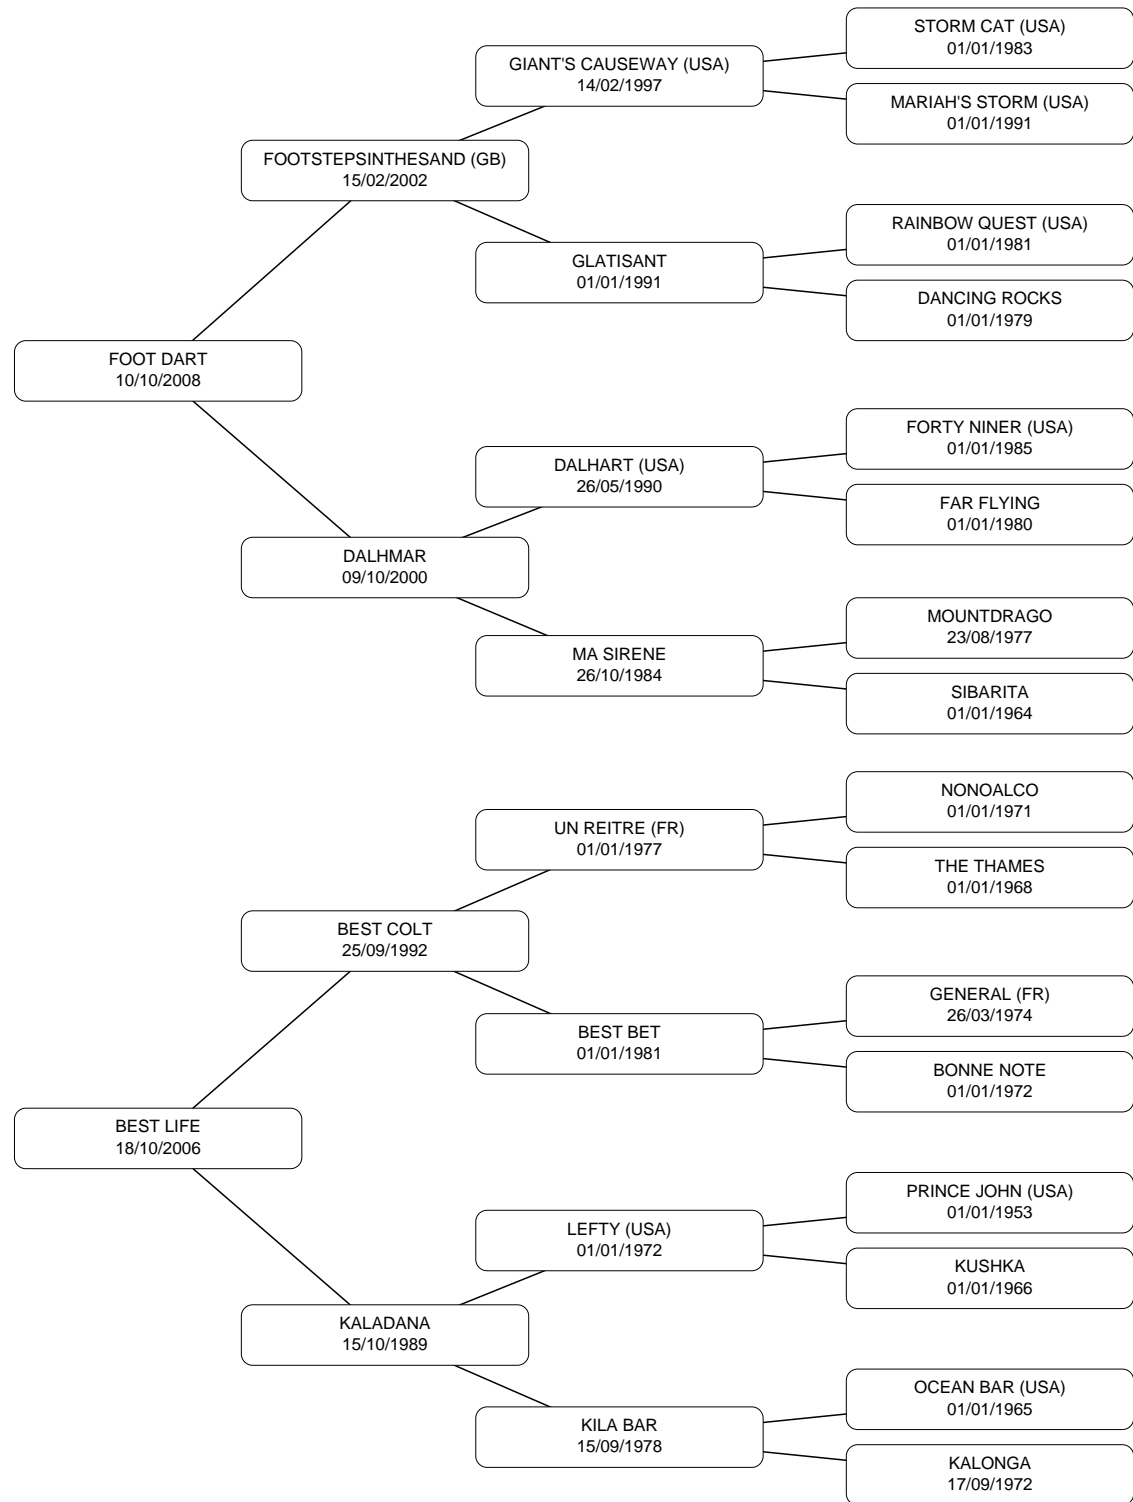 STORM CAT (USA)
01/01/1983
GIANT'S CAUSEWAY (USA)
14/02/1997
MARIAH'S STORM (USA)
01/01/1991
FOOTSTEPSINTHESAND (GB)
15/02/2002
RAINBOW QUEST (USA)
01/01/1981
GLATISANT
01/01/1991
DANCING ROCKS
01/01/1979
FOOT DART
10/10/2008
FORTY NINER (USA)
01/01/1985
DALHART (USA)
26/05/1990
FAR FLYING
01/01/1980
DALHMAR
09/10/2000
MOUNTDRAGO
23/08/1977
MA SIRENE
26/10/1984
SIBARITA
01/01/1964
NONOALCO
01/01/1971
UN REITRE (FR)
01/01/1977
THE THAMES
01/01/1968
BEST COLT
25/09/1992
GENERAL (FR)
26/03/1974
BEST BET
01/01/1981
BONNE NOTE
01/01/1972
BEST LIFE
18/10/2006
PRINCE JOHN (USA)
01/01/1953
LEFTY (USA)
01/01/1972
KUSHKA
01/01/1966
KALADANA
15/10/1989
OCEAN BAR (USA)
01/01/1965
KILA BAR
15/09/1978
KALONGA
17/09/1972